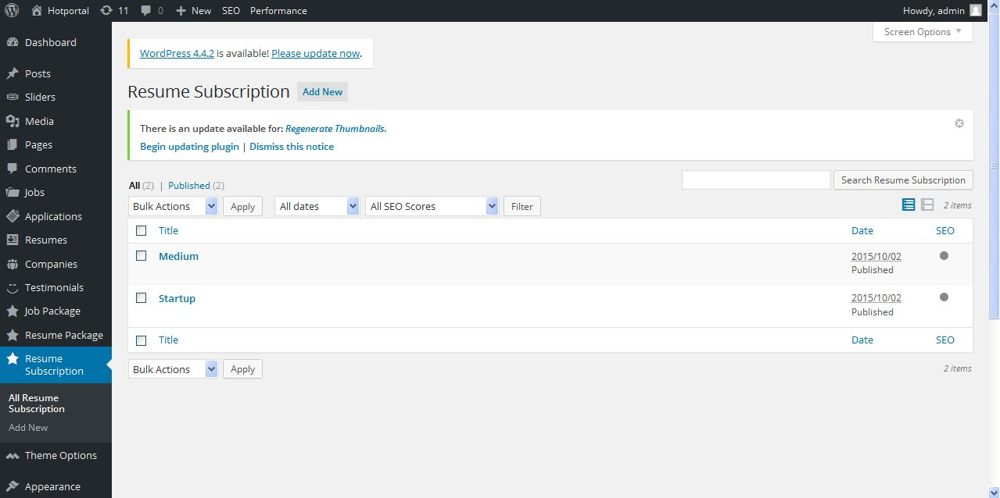 Hotportal 11 0 New SEO Performance Howdy, admin
Screen Options
Dashboard
Posts
Sliders
Media
Pages
Comments
Jobs
Applications
Resumes
Companies
Testimonials
Job Package
Resume Package
Resume
Subscription
All Resume
Subscription
Add New
Theme Options
Appearance
WordPress 4.4.2 is available! Please update now.
Resume Subscription Add New
There is an update available for: Regenerate Thumbnails.
Begin updating plugin | Dismiss this notice
All (2) | Published (2) Search Resume Subscription
Bulk Actions Apply All dates All SEO Scores Filter 2 items
Title Date SEO
Medium 2015/10/02
Published
Startup 2015/10/02
Published
Title Date SEO
Bulk Actions Apply 2 items